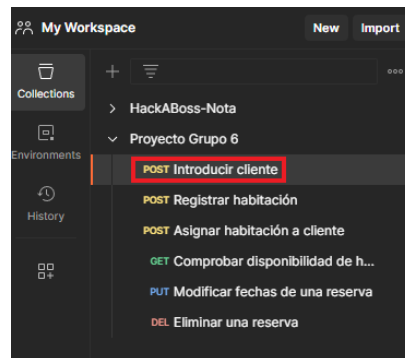 My Workspace New Import
Collections
HackABoss-Nota
Proyecto Grupo 6
Environments
POST Introducir cliente
POST Registrar habitación
History
POST Asignar habitación a cliente
GET Comprobar disponibilidad de h...
PUT Modificar fechas de una reserva
DEL Eliminar una reserva